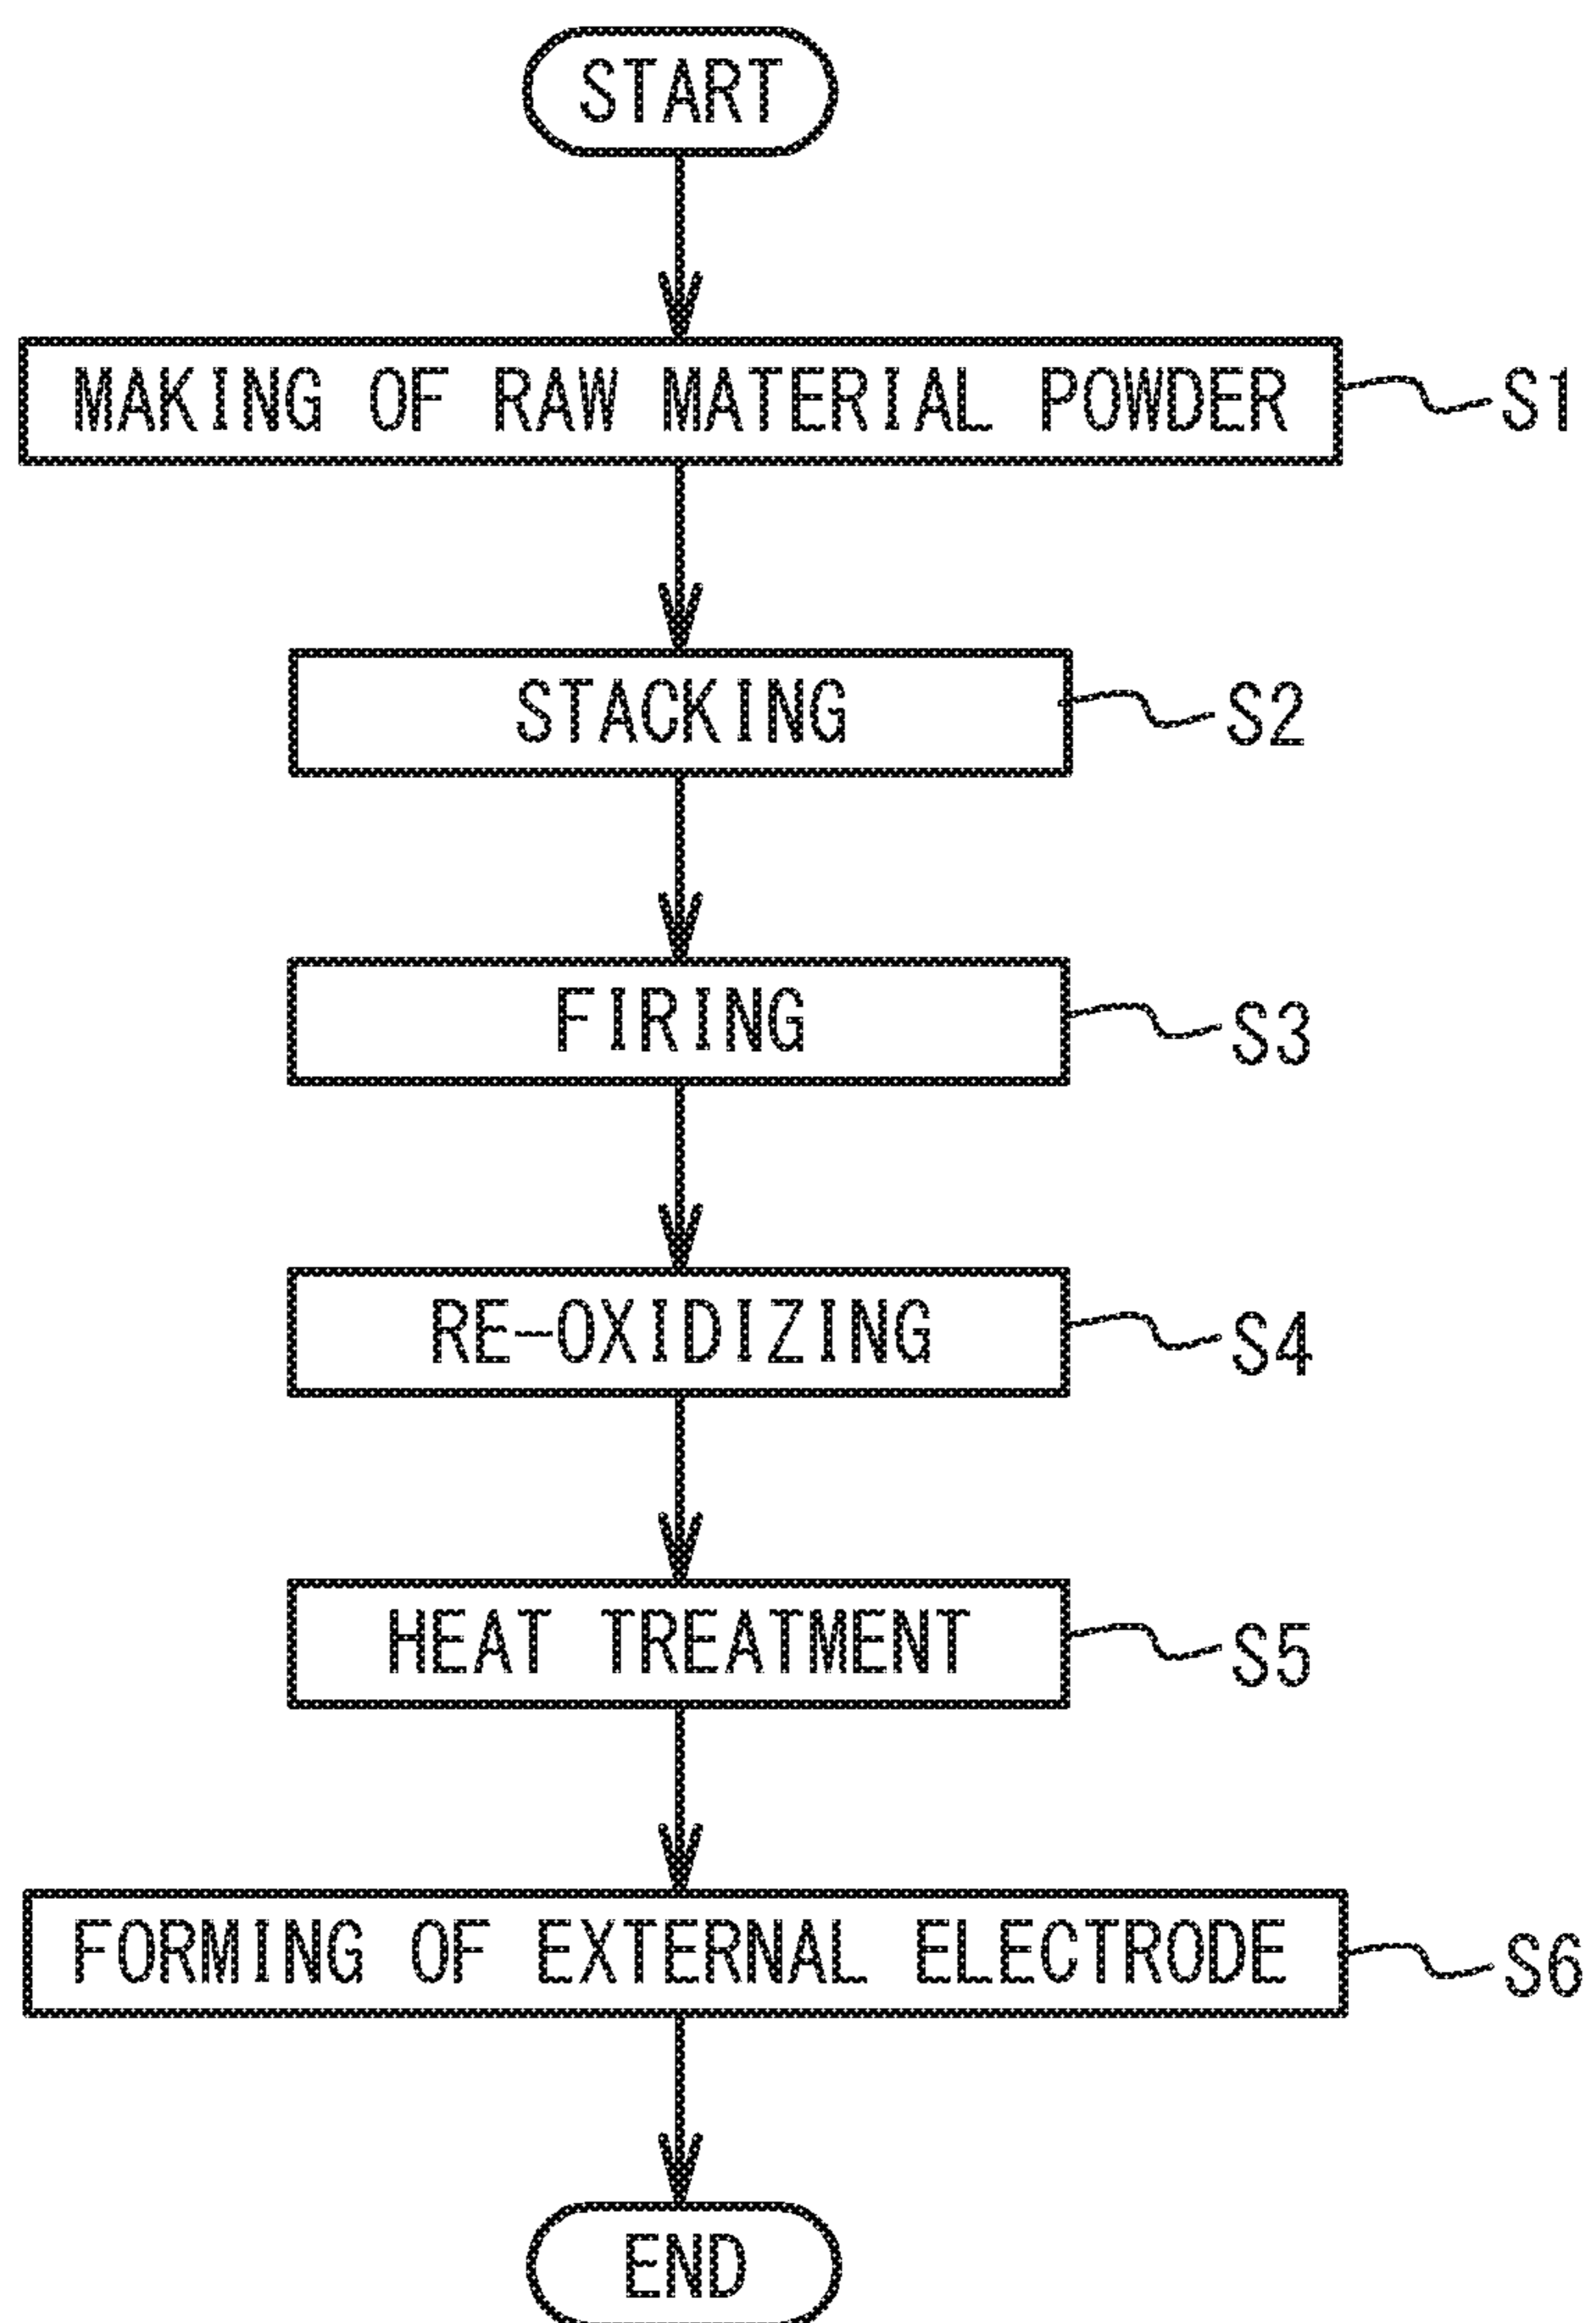 START
MAKING OF RAW MATERIAL POWDER
S1
STACKING
S2
FIRING
S3
RE-OXIDIZING
S4
HEAT TREATMENT
S5
FORMING OF EXTERNAL ELECTRODE
S6
END